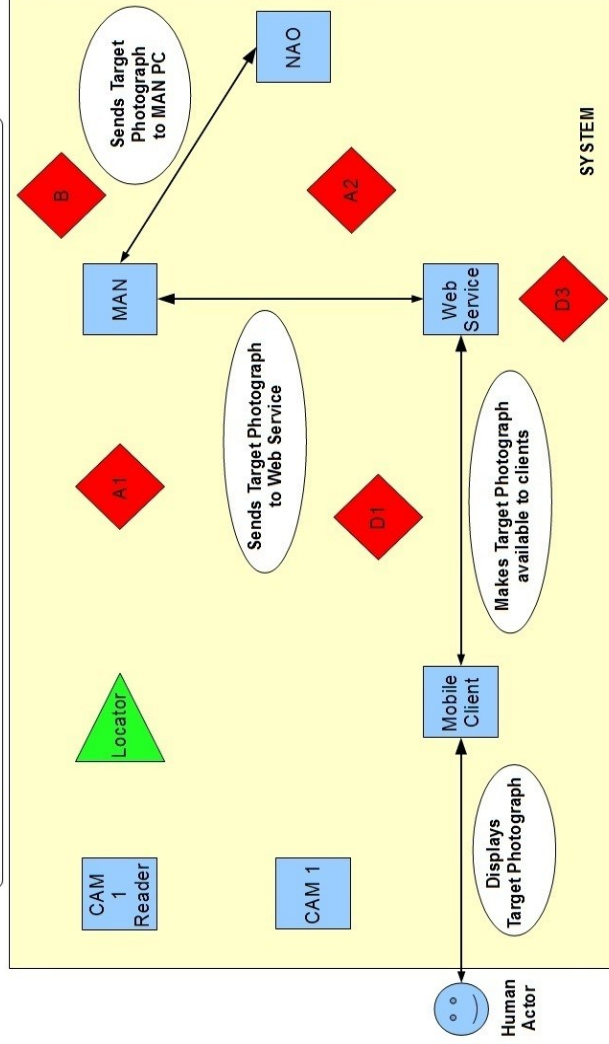 CAM
1
Reader
Locator
A1
MAN
B
Sends Target
Photograph
to MAN PC
NAO
Sends Target Photograph
to Web Service
CAM 1
D1
A2
Displays
Target Photograph
Mobile
Client
Makes Target Photograph
available to clients
Web
Service
D3
SYSTEM
Human
Actor